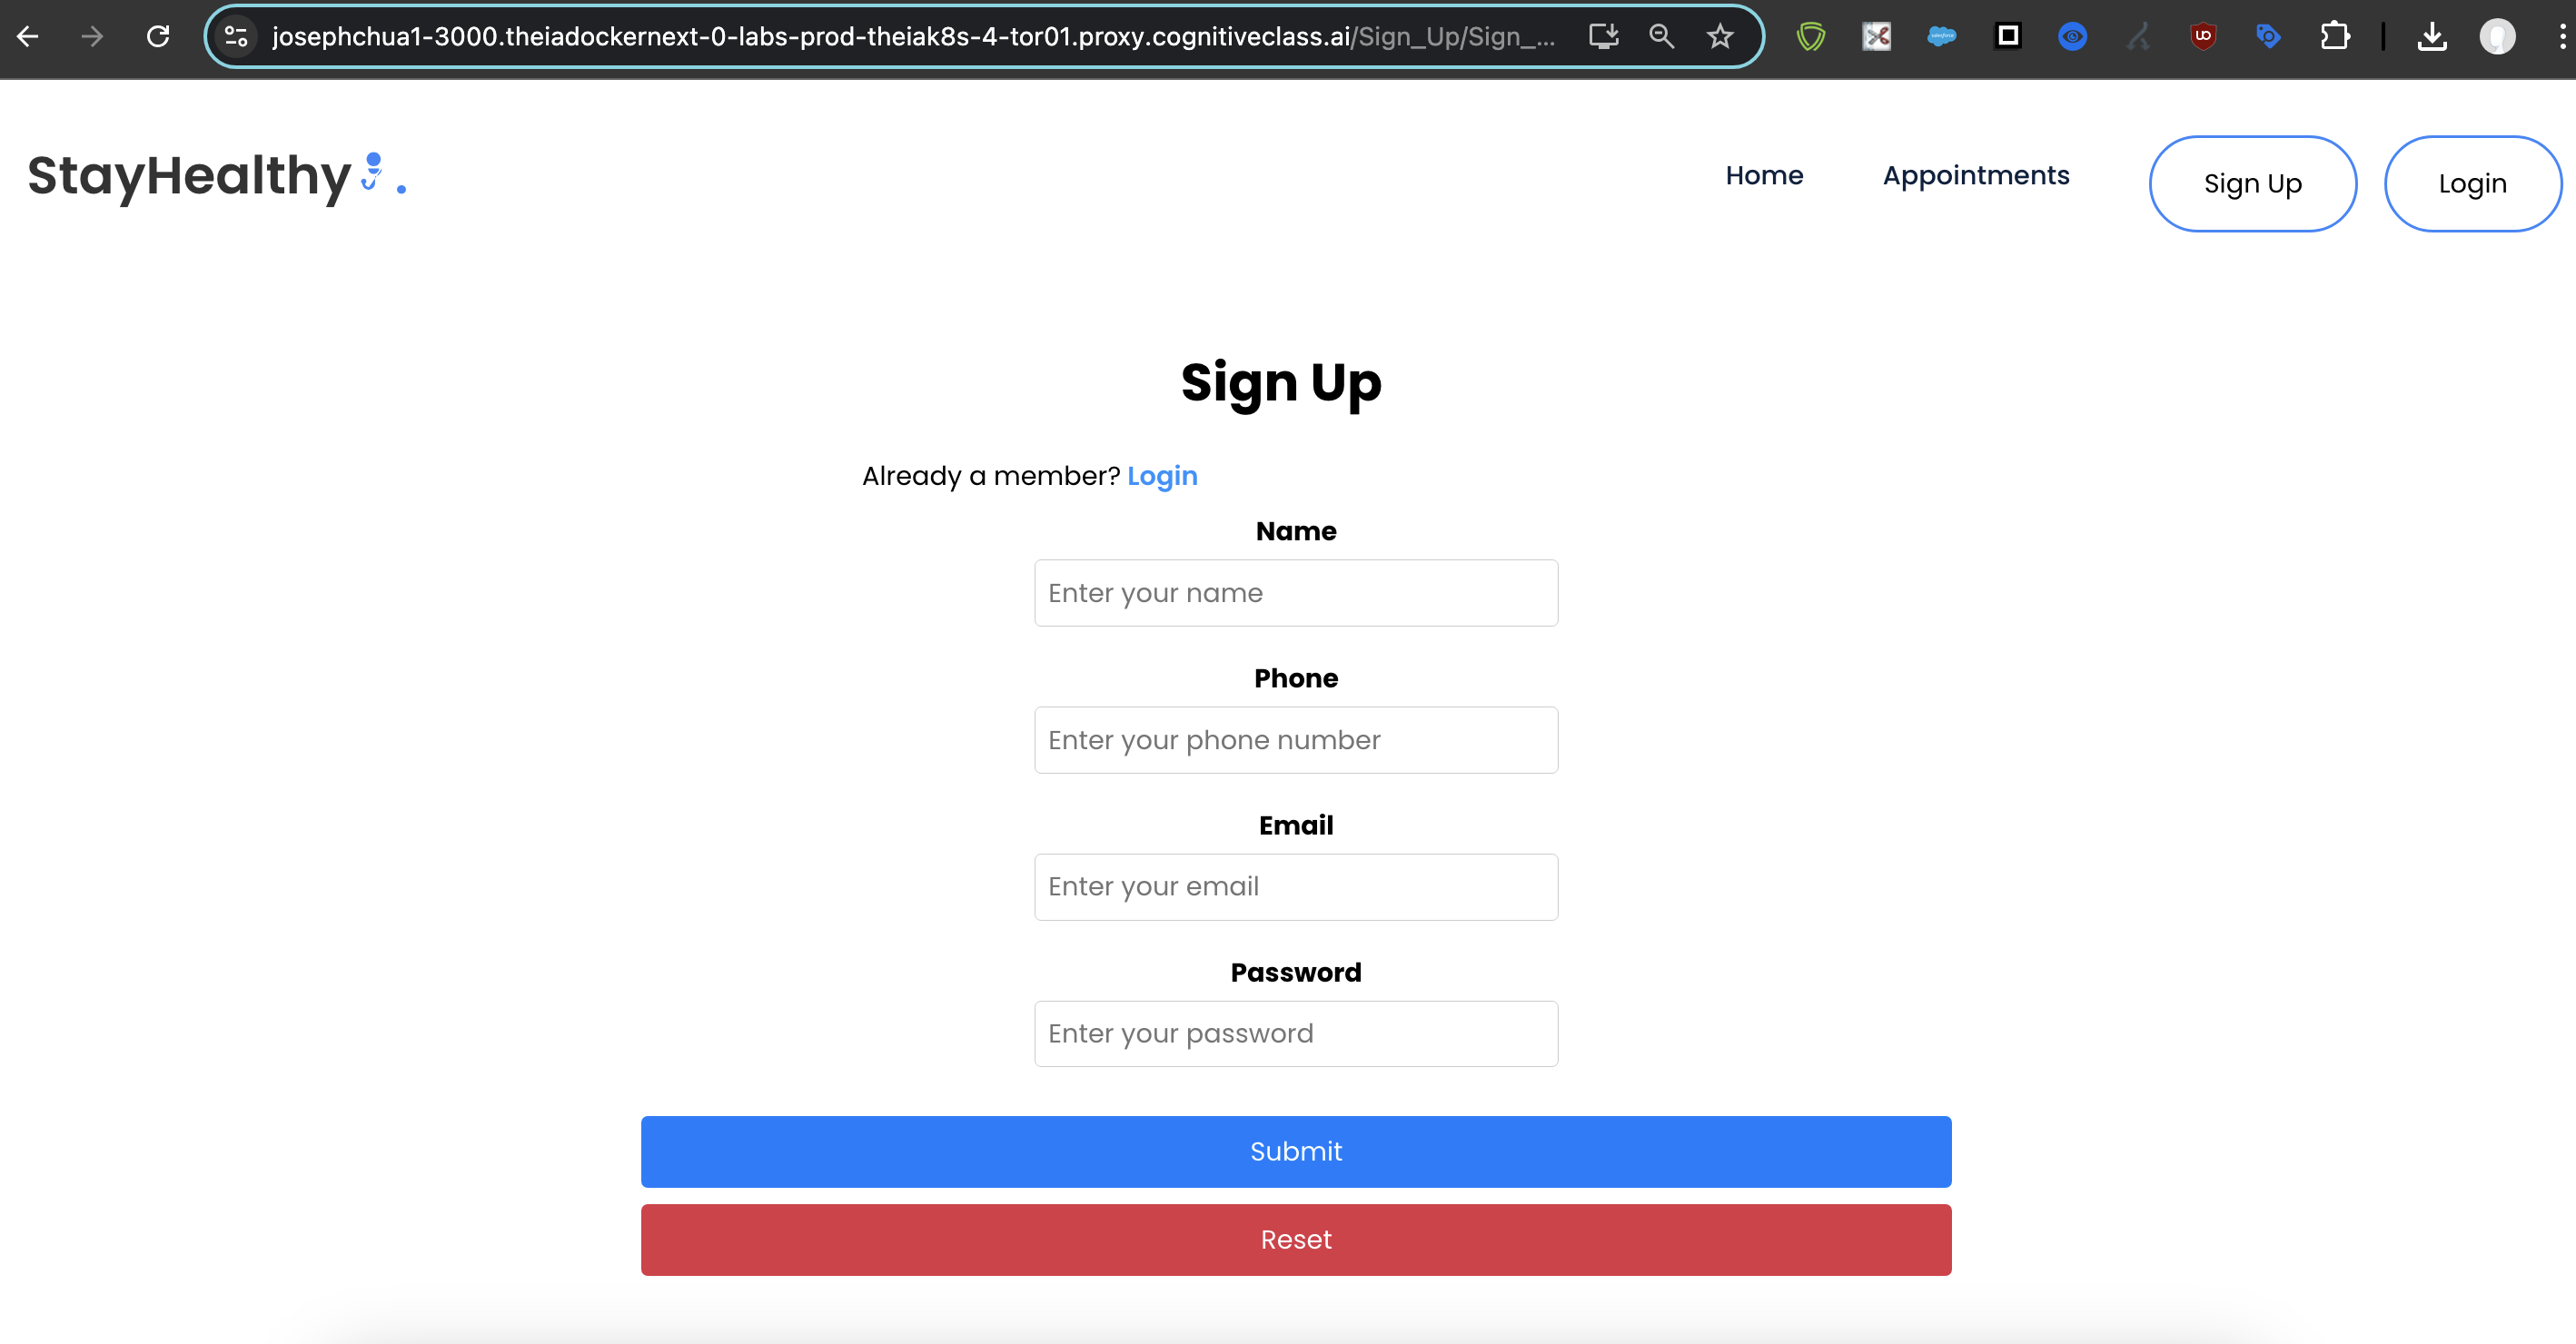 josephchua1-3000.theiadockernext-0-labs-prod-theiak8s-4-tor01.proxy.cognitiveclass.ai/Sign_Up/Sign_...
StayHealthy.
Home Appointments Sign Up Login
Sign Up
Already a member? Login
Name
Enter your name
Phone
Enter your phone number
Email
Enter your email
Password
Enter your password
Submit
Reset